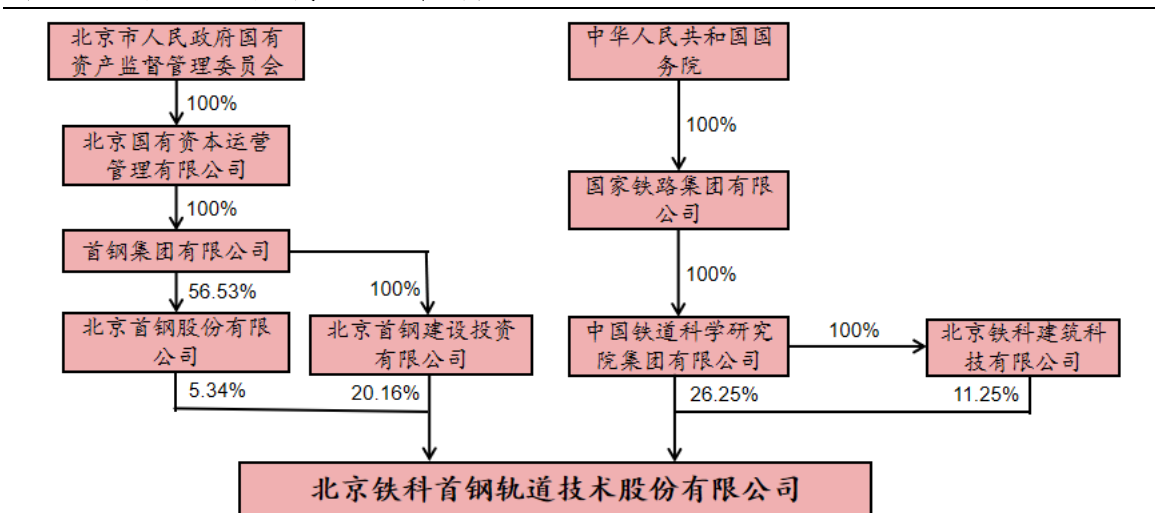 北京市人民政府国有
资产监督管理委员会
中华人民共和国国
务院
100%
100%
北京国有资本运营
管理有限公司
国家铁路集团有限
公司
100%
首钢集团有限公司
100%
56.53%
100%
北京首钢股份有限
公司
北京首钢建设投资
有限公司
中国铁道科学研究
院集团有限公司
100%
北京铁科建筑科
技有限公司
5.34%
20.16%
26.25%
11.25%
北京铁科首钢轨道技术股份有限公司